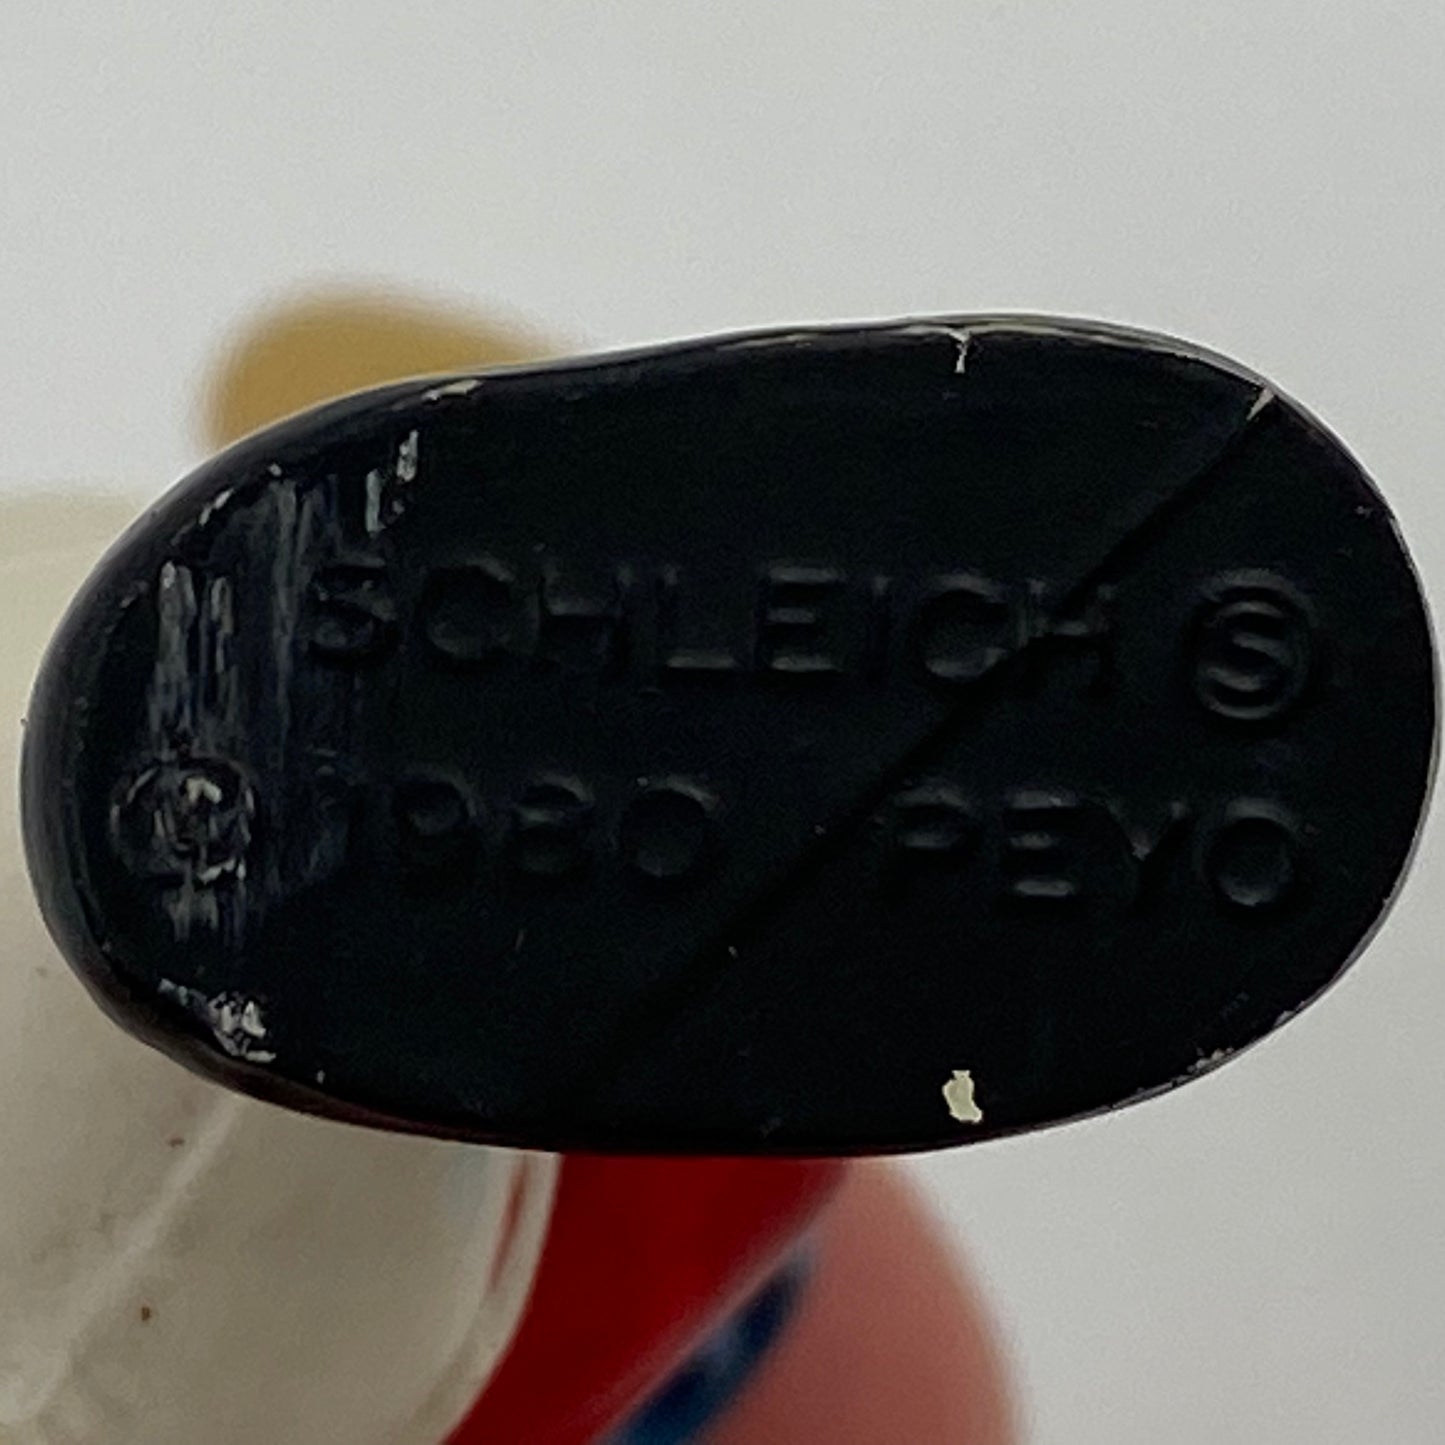 SCHLEICH Ⓢ
© 1980 PEYO